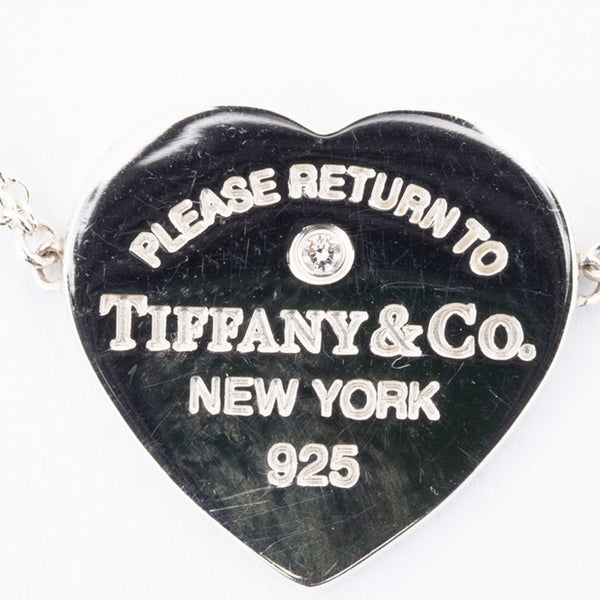 PLEASE RETURN TO
TIFFANY & CO.
NEW YORK
925